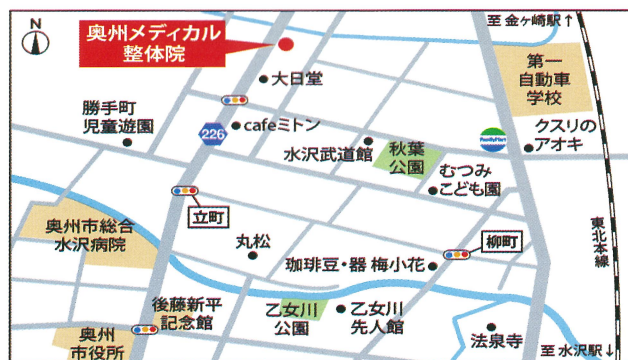 至 金ヶ崎駅↑
N
奥州メディカル
整体院
第一
自動車
学校
大日堂
勝手町
児童遊園
226
cafeミトン
FamilyMart
クスリの
アオキ
水沢武道館
秋葉
公園
むつみ
こども園
立町
奥州市総合
水沢病院
丸松
柳町
珈琲豆・器 梅小花
東北本線
後藤新平
記念館
乙女川
公園
乙女川
先人館
法泉寺
奥州
市役所
至 水沢駅↓